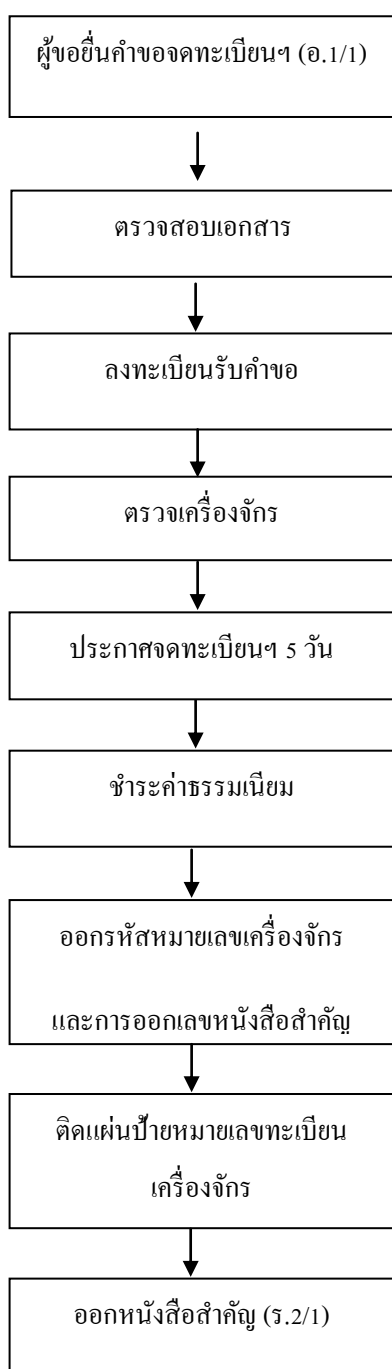 ผู้ขอยื่นคำขอจดทะเบียนฯ (อ.1/1)
ตรวจสอบเอกสาร
ลงทะเบียนรับคำขอ
ตรวจเครื่องจักร
ประกาศจดทะเบียนฯ 5 วัน
ชำระค่าธรรมเนียม
ออกรหัสหมายเลขเครื่องจักร
และการออกเลขหนังสือสำคัญ
ติดแผ่นป้ายหมายเลขทะเบียน
เครื่องจักร
ออกหนังสือสำคัญ (ร.2/1)